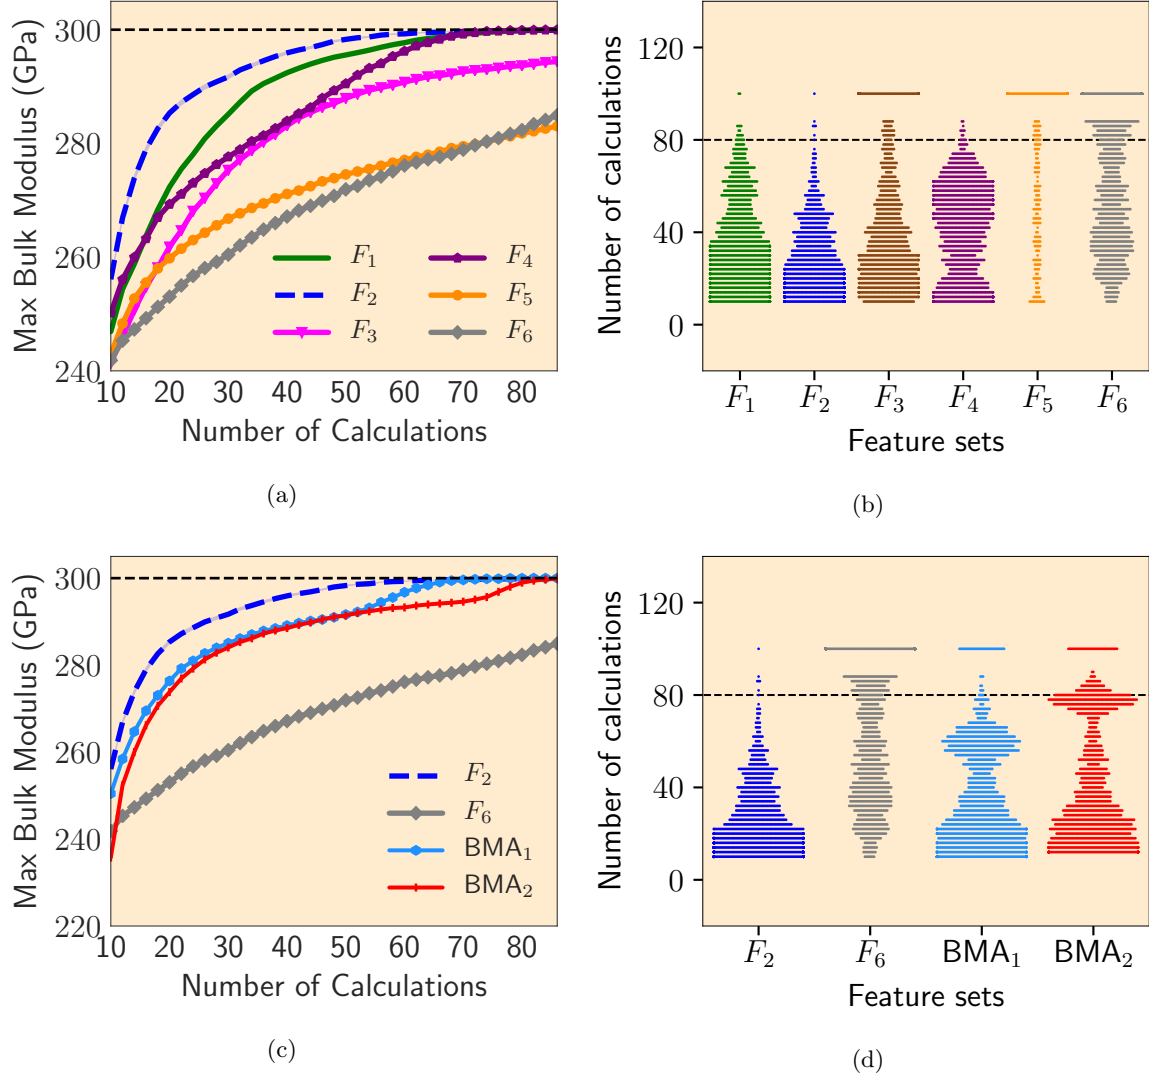 Max Bulk Modulus (GPa)
300
280
260
240
10 20 30 40 50 60 70 80
Number of Calculations
F1
F2
F3
F4
F5
F6
(a)
Number of calculations
120
80
40
0
F1 F2 F3 F4 F5 F6
Feature sets
(b)
Max Bulk Modulus (GPa)
300
280
260
240
220
10 20 30 40 50 60 70 80
Number of Calculations
F2
F6
BMA1
BMA2
(c)
Number of calculations
120
80
40
0
F2 F6 BMA1 BMA2
Feature sets
(d)